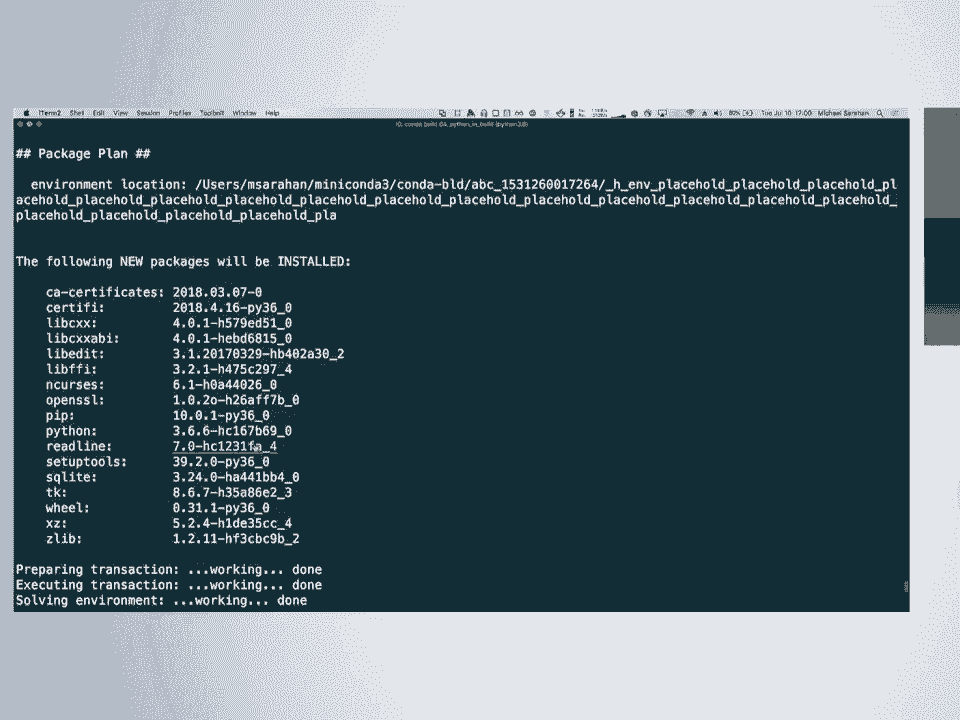 iTerm2 Shell Edit View Session Profiles Toolbelt Window Help Tue Jul 10 17:00 Michael Sarahan
## Package Plan ##
environment location: /Users/msarahan/miniconda3/conda-bld/abc_1531260017264/_h_env_placehold_placehold_placehold_pl
acehold_placehold_placehold_placehold_placehold_placehold_placehold_placehold_placehold_placehold_placehold_placehold_
placehold_placehold_placehold_placehold_pla
The following NEW packages will be INSTALLED:
ca-certificates: 2018.03.07-0
certifi: 2018.4.16-py36_0
libcxx: 4.0.1-h579ed51_0
libcxxabi: 4.0.1-hebd6815_0
libedit: 3.1.20170329-hb402a30_2
libffi: 3.2.1-h475c297_4
ncurses: 6.1-h0a44026_0
openssl: 1.0.2o-h26aff7b_0
pip: 10.0.1-py36_0
python: 3.6.6-hc167b69_0
readline: 7.0-hc1231fa_4
setuptools: 39.2.0-py36_0
sqlite: 3.24.0-ha441bb4_0
tk: 8.6.7-h35a86e2_3
wheel: 0.31.1-py36_0
xz: 5.2.4-h1de35cc_4
zlib: 1.2.11-hf3cbc9b_2
Preparing transaction: ...working... done
Executing transaction: ...working... done
Solving environment: ...working... done